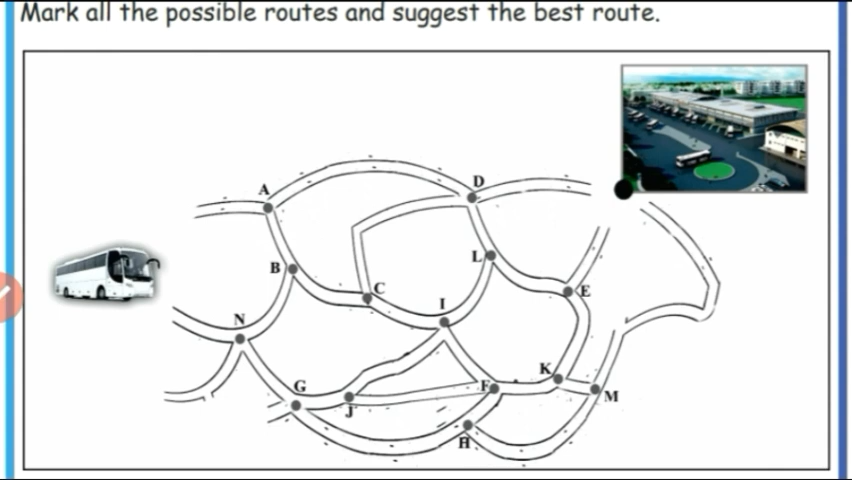 Mark all the possible routes and suggest the best route.
A
D
B
L
C
E
I
N
K
G
F
M
J
H